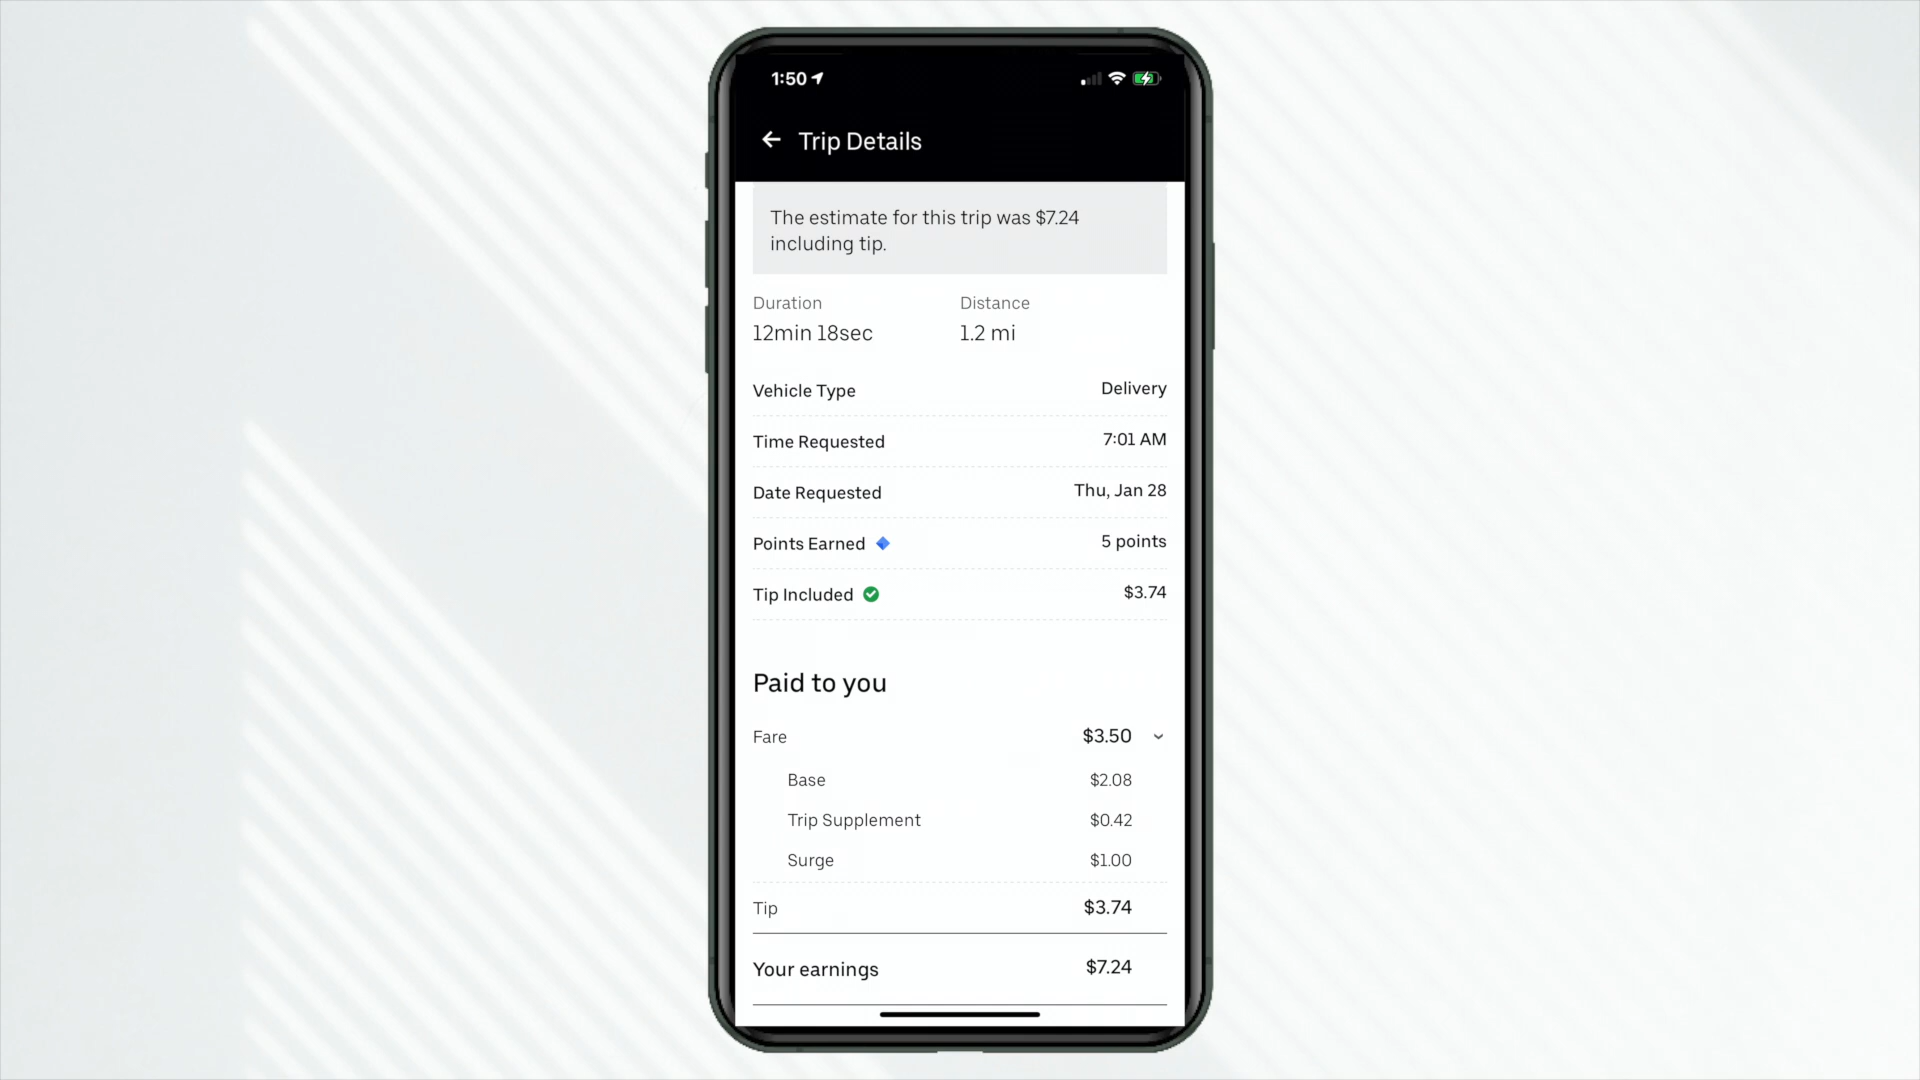 1:50
Trip Details
The estimate for this trip was $7.24
including tip.
Duration Distance
12min 18sec 1.2 mi
Vehicle Type Delivery
Time Requested 7:01 AM
Date Requested Thu, Jan 28
Points Earned 5 points
Tip Included $3.74
Paid to you
Fare $3.50
Base $2.08
Trip Supplement $0.42
Surge $1.00
Tip $3.74
Your earnings $7.24